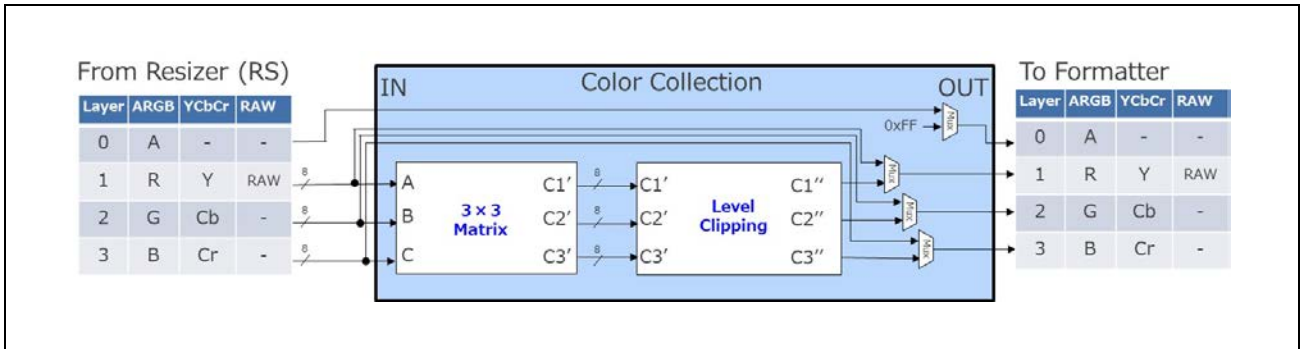 From Resizer (RS)
Layer ARGB YCbCr RAW
0 A - -
1 R Y RAW
2 G Cb -
3 B Cr -
8
8
8
IN
Color Collection
OUT
0xFF
Mux
Mux
Mux
Mux
A
B
C
3×3
Matrix
C1'
C2'
C3'
8
8
8
C1'
C2'
C3'
Level
Clipping
C1''
C2''
C3''
To Formatter
Layer ARGB YCbCr RAW
0 A - -
1 R Y RAW
2 G Cb -
3 B Cr -